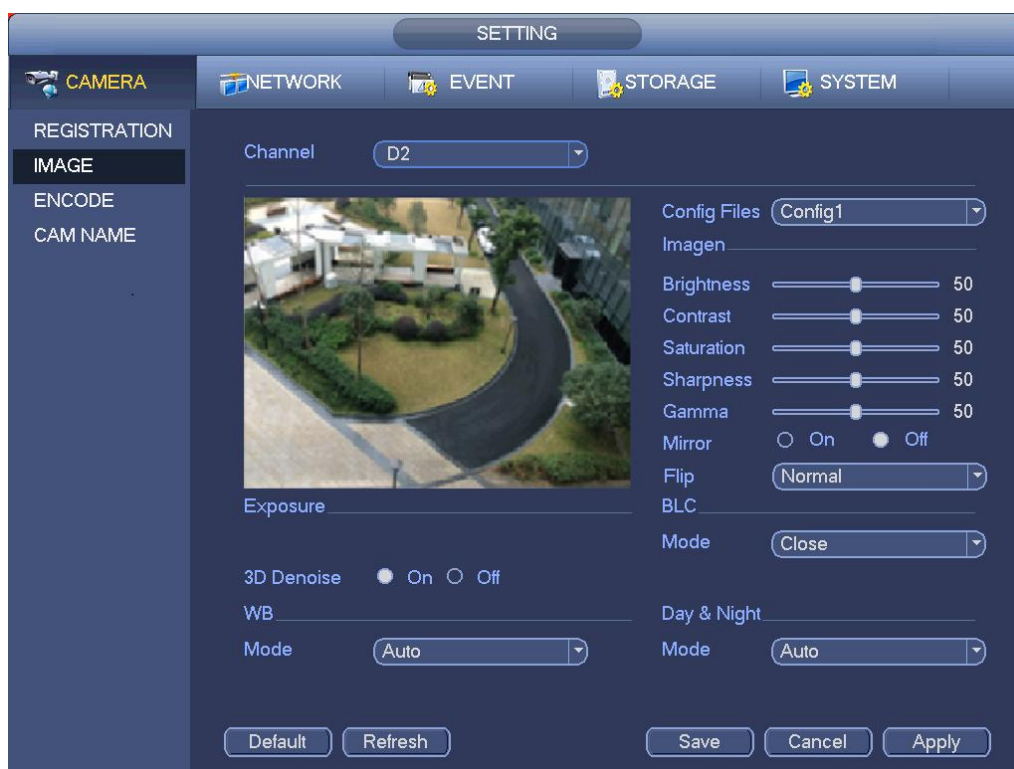 SETTING
CAMERA NETWORK EVENT STORAGE SYSTEM
REGISTRATION
IMAGE
ENCODE
CAM NAME
Channel D2
Config Files Config1
Imagen
Brightness 50
Contrast 50
Saturation 50
Sharpness 50
Gamma 50
Mirror On Off
Flip Normal
Exposure BLC
Mode Close
3D Denoise On Off
WB Day & Night
Mode Auto Mode Auto
Default Refresh Save Cancel Apply